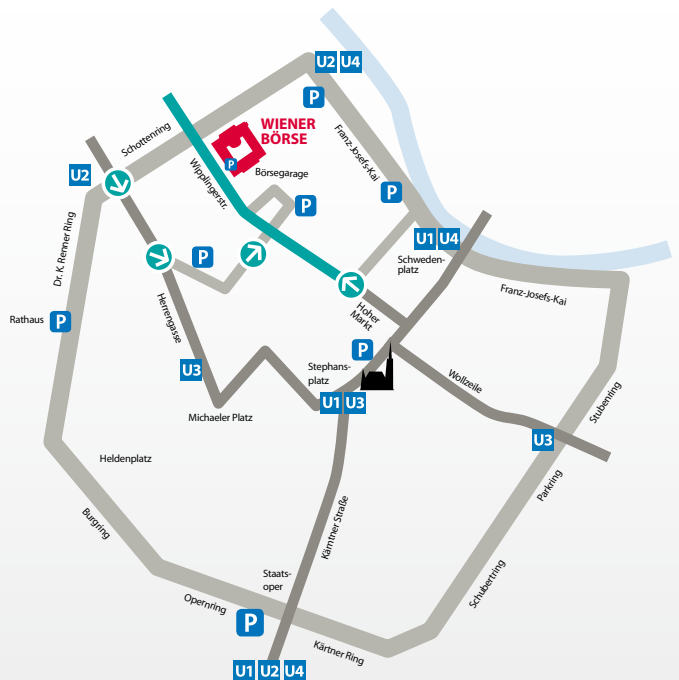 U2 U4
P
WIENER
BÖRSE
Schottenring
Franz-Josefs-Kai
P
Wipplingerstr.
Börsegarage
U2
P
P
Dr. K. Renner Ring
U1 U4
Schweden-
platz
P
Franz-Josefs-Kai
Herrengasse
Hoher
Markt
Rathaus P
P
U3
Stephans-
platz
Wollzeile
U1 U3
Stubenring
Michaeler Platz
U3
Heldenplatz
Parkring
Burgring
Kärntner Straße
Staats-
oper
Schubertring
Opernring
P
Kärtner Ring
U1 U2 U4